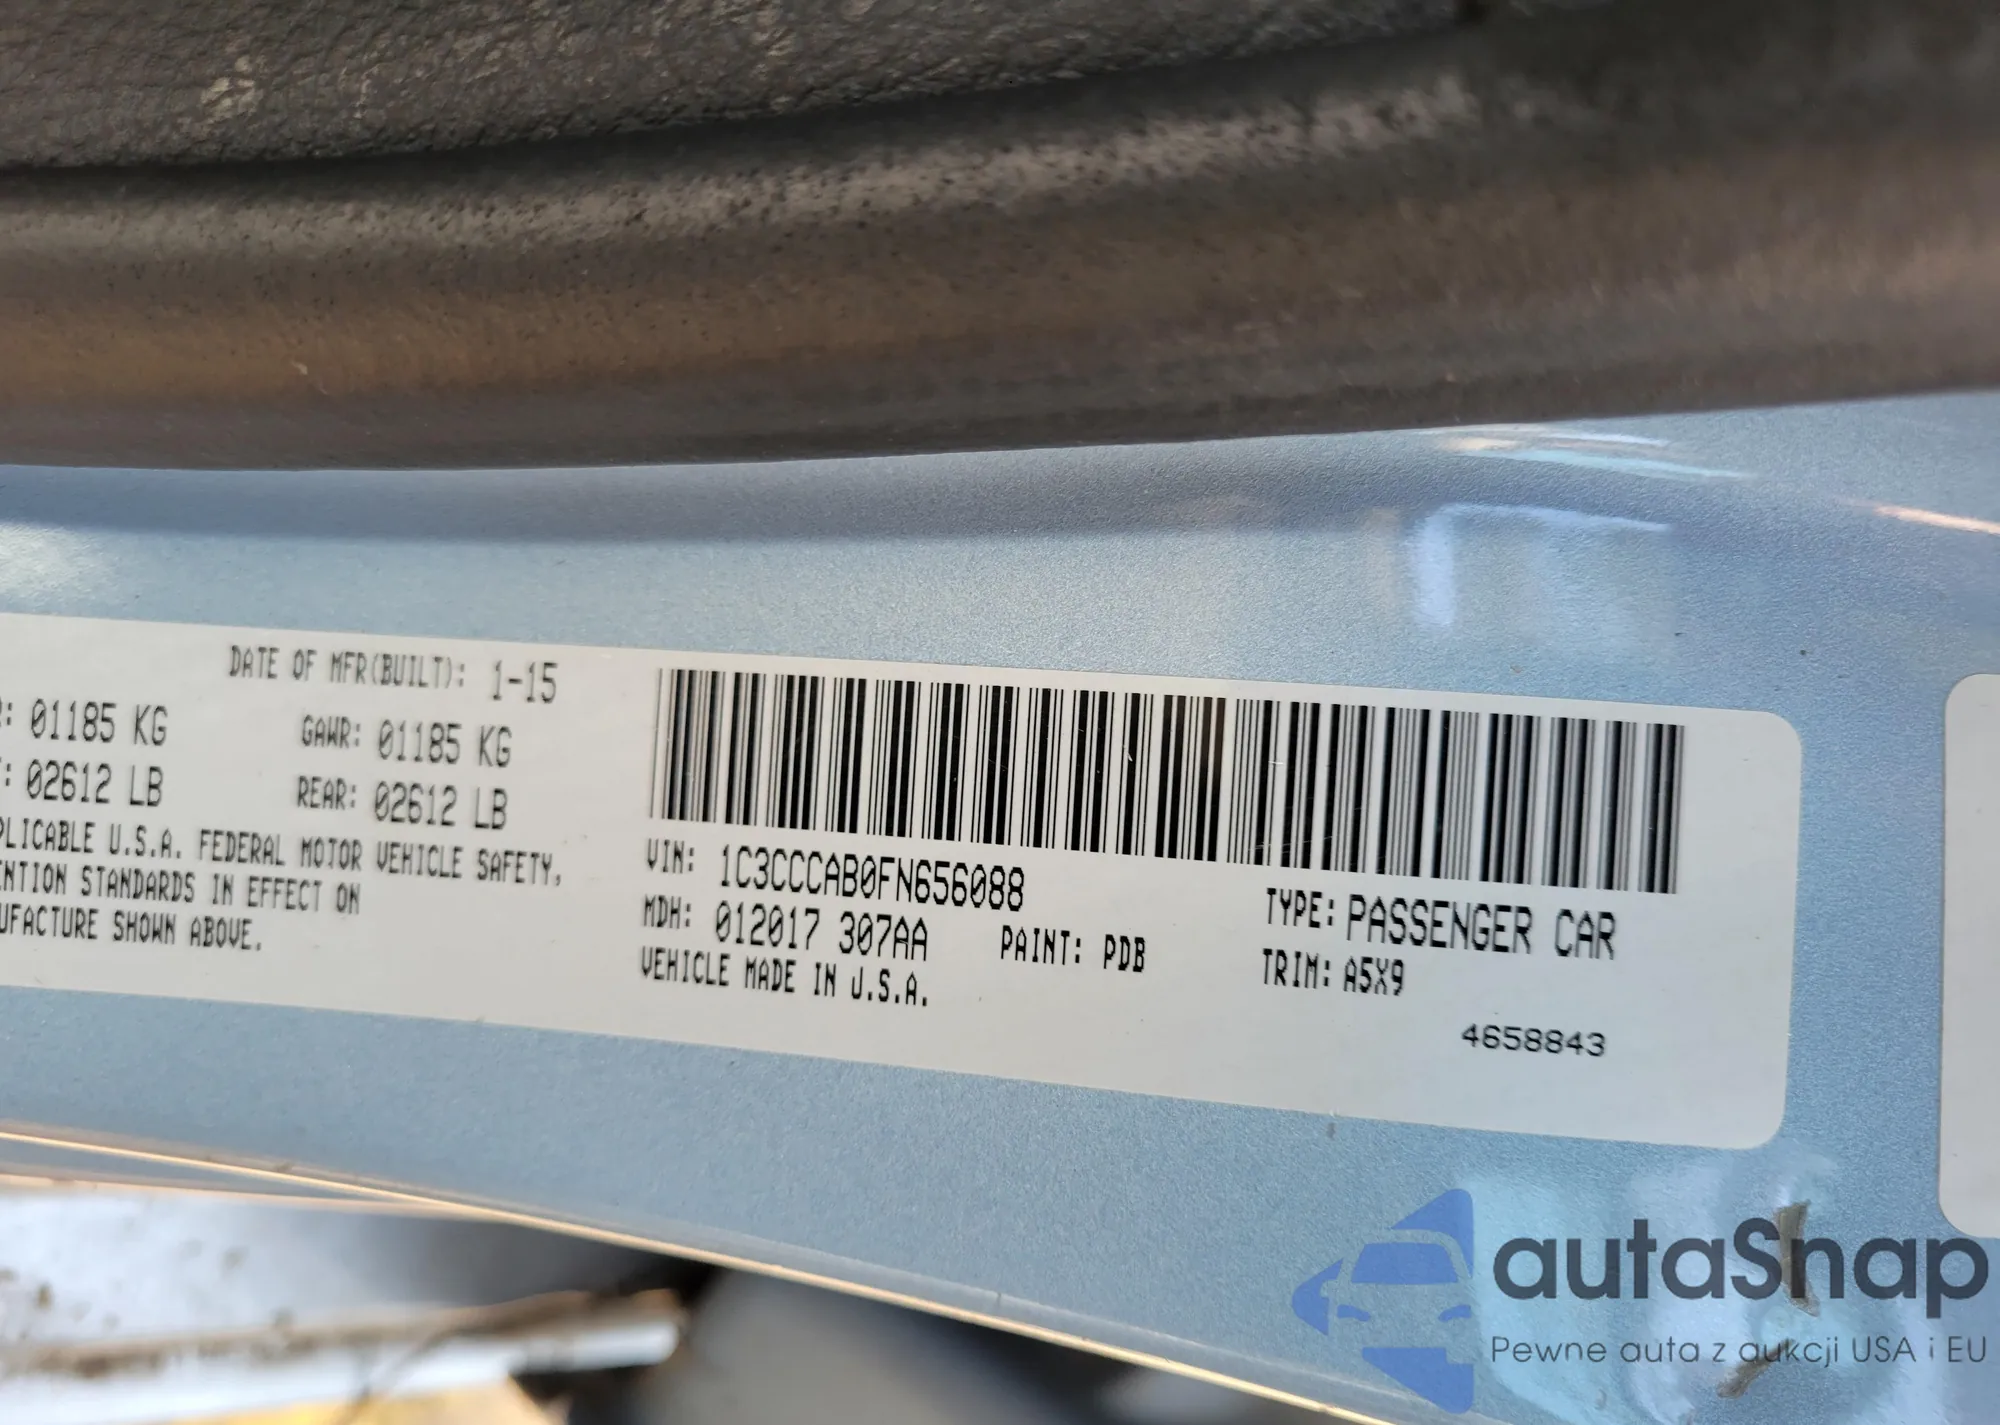 DATE OF MFR(BUILT): 1-15
: 01185 KG GAWR: 01185 KG
: 02612 LB REAR: 02612 LB
PLICABLE U.S.A. FEDERAL MOTOR VEHICLE SAFETY,
ENTION STANDARDS IN EFFECT ON
UFACTURE SHOWN ABOVE.
VIN: 1C3CCCAB0FN656088
TYPE: PASSENGER CAR
MDH: 012017 307AA PAINT: PDB
TRIM: A5X9
VEHICLE MADE IN U.S.A.
4658843
autaSnap
Pewne auta z aukcji USA i EU